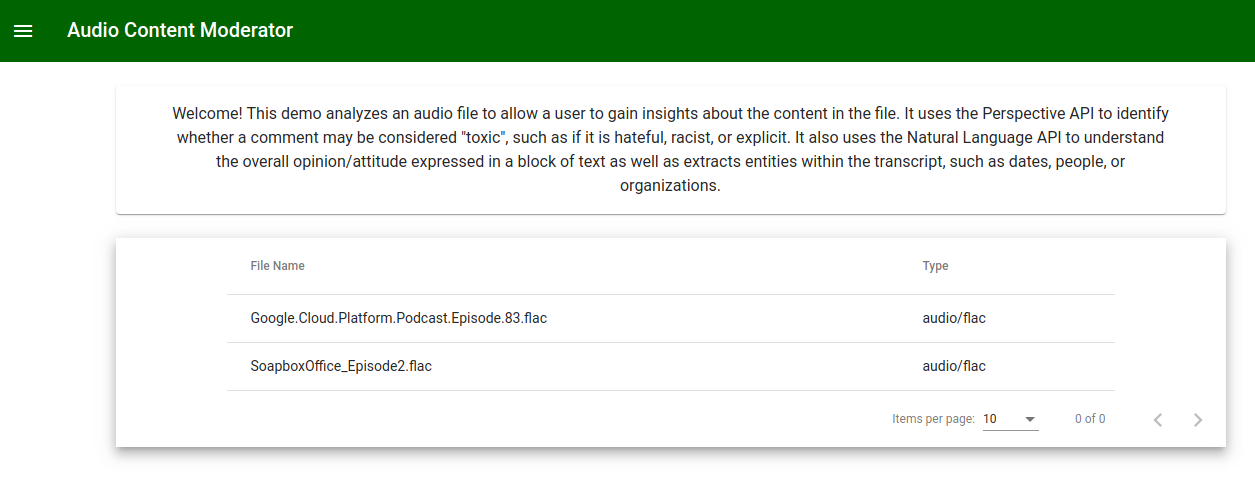 Audio Content Moderator
Welcome! This demo analyzes an audio file to allow a user to gain insights about the content in the file. It uses the Perspective API to identify
whether a comment may be considered "toxic", such as if it is hateful, racist, or explicit. It also uses the Natural Language API to understand
the overall opinion/attitude expressed in a block of text as well as extracts entities within the transcript, such as dates, people, or
organizations.
File Name Type
Google.Cloud.Platform.Podcast.Episode.83.flac audio/flac
SoapboxOffice_Episode2.flac audio/flac
Items per page: 10 0 of 0